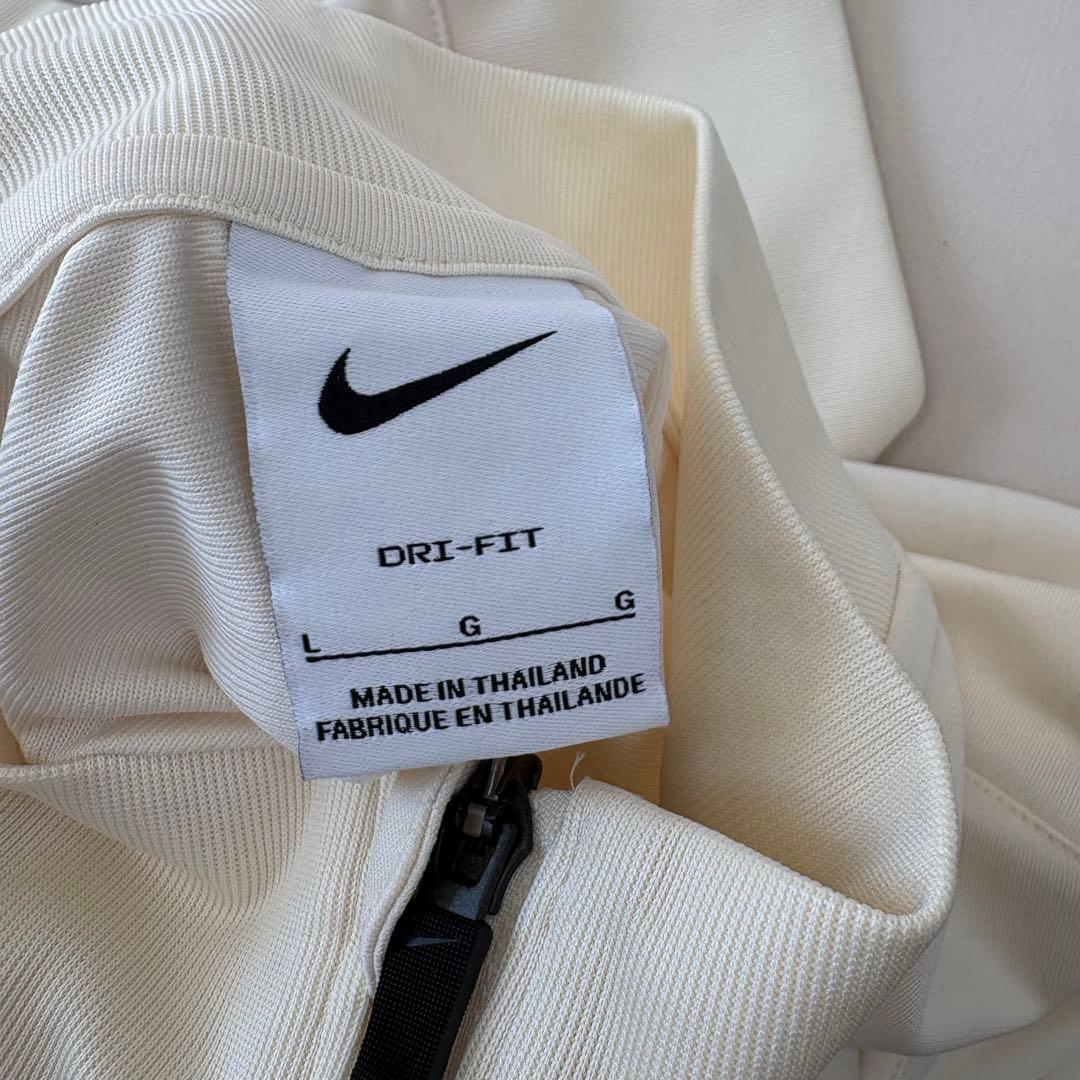 DRI-FIT
L G G
MADE IN THAILAND
FABRIQUE EN THAILANDE